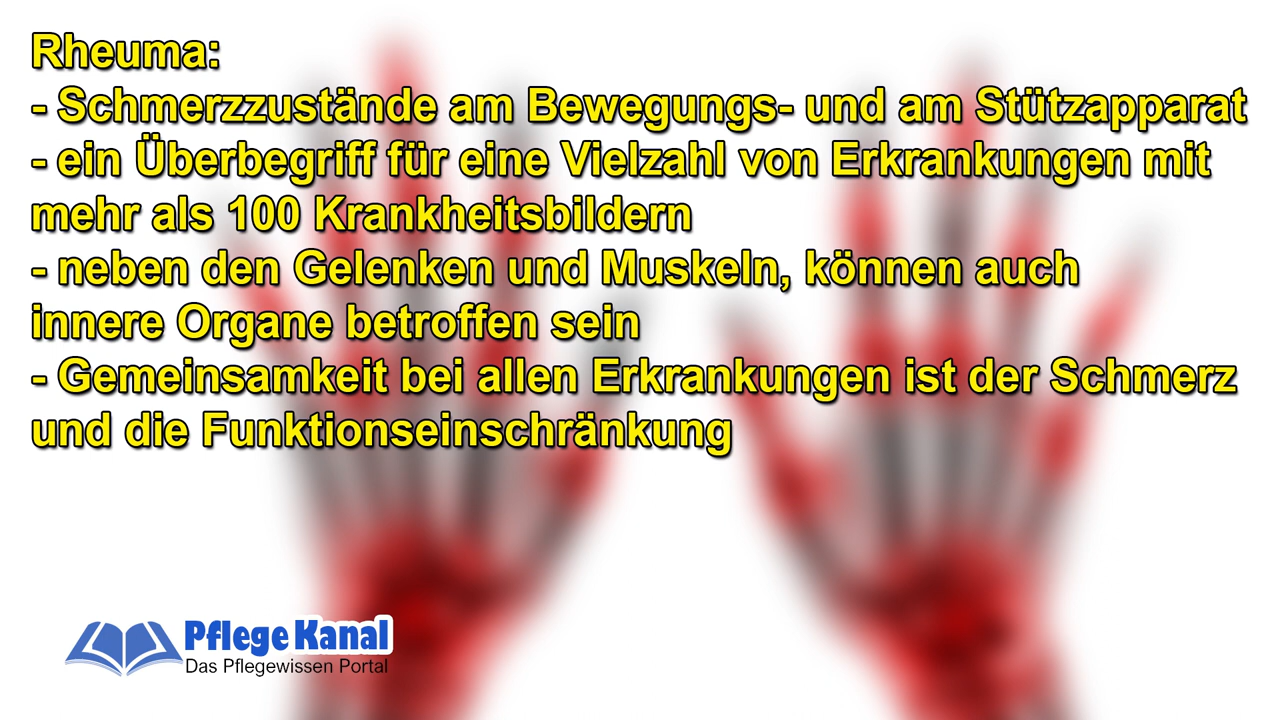 Rheuma:
- Schmerzzustände am Bewegungs- und am Stützapparat
- ein Überbegriff für eine Vielzahl von Erkrankungen mit
mehr als 100 Krankheitsbildern
- neben den Gelenken und Muskeln, können auch
innere Organe betroffen sein
- Gemeinsamkeit bei allen Erkrankungen ist der Schmerz
und die Funktionseinschränkung
Pflege Kanal
Das Pflegewissen Portal